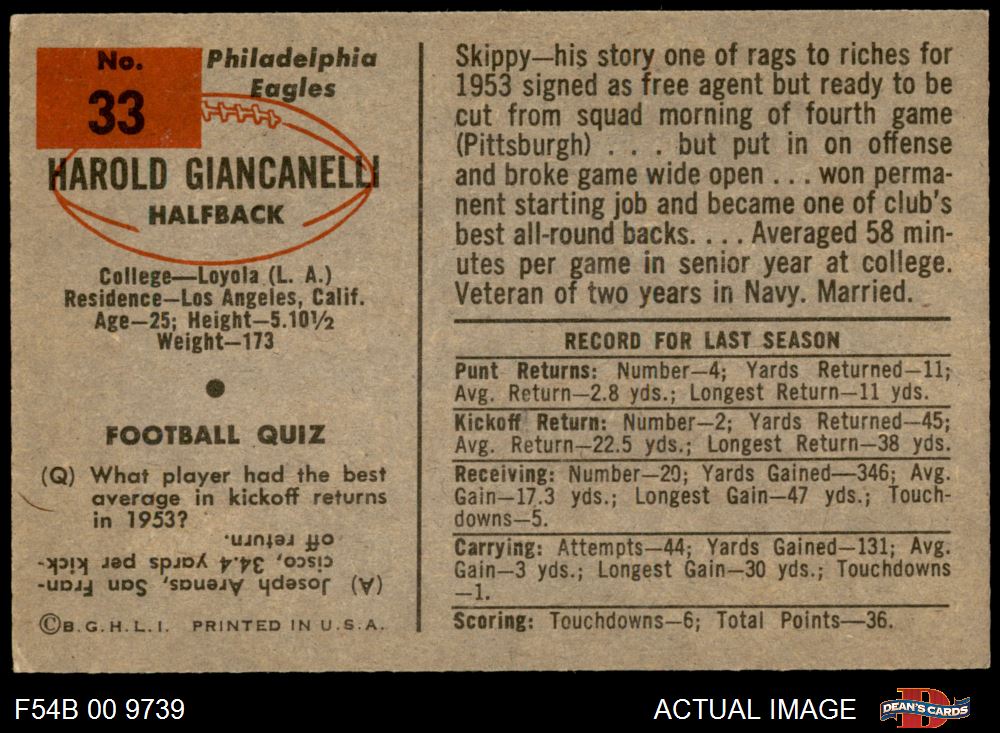 No.
33
Philadelphia
Eagles
HAROLD GIANCANELLI
HALFBACK
College—Loyola (L. A.)
Residence—Los Angeles, Calif.
Age—25; Height—5.10½
Weight—173
FOOTBALL QUIZ
(Q) What player had the best
average in kickoff returns
in 1953?
(A) Joseph Arenas, San Fran-
cisco, 34.4 yards per kick-
off return.
©B.G.H.L.I. PRINTED IN U.S.A.
Skippy—his story one of rags to riches for
1953 signed as free agent but ready to be
cut from squad morning of fourth game
(Pittsburgh) . . . but put in on offense
and broke game wide open . . . won perma-
nent starting job and became one of club's
best all-round backs. . . . Averaged 58 min-
utes per game in senior year at college.
Veteran of two years in Navy. Married.
RECORD FOR LAST SEASON
Punt Returns: Number—4; Yards Returned—11;
Avg. Return—2.8 yds.; Longest Return—11 yds.
Kickoff Return: Number—2; Yards Returned—45;
Avg. Return—22.5 yds.; Longest Return—38 yds.
Receiving: Number—20; Yards Gained—346; Avg.
Gain—17.3 yds.; Longest Gain—47 yds.; Touch-
downs—5.
Carrying: Attempts—44; Yards Gained—131; Avg.
Gain—3 yds.; Longest Gain—30 yds.; Touchdowns
—1.
Scoring: Touchdowns—6; Total Points—36.
F54B 00 9739
ACTUAL IMAGE
DEAN'S CARDS